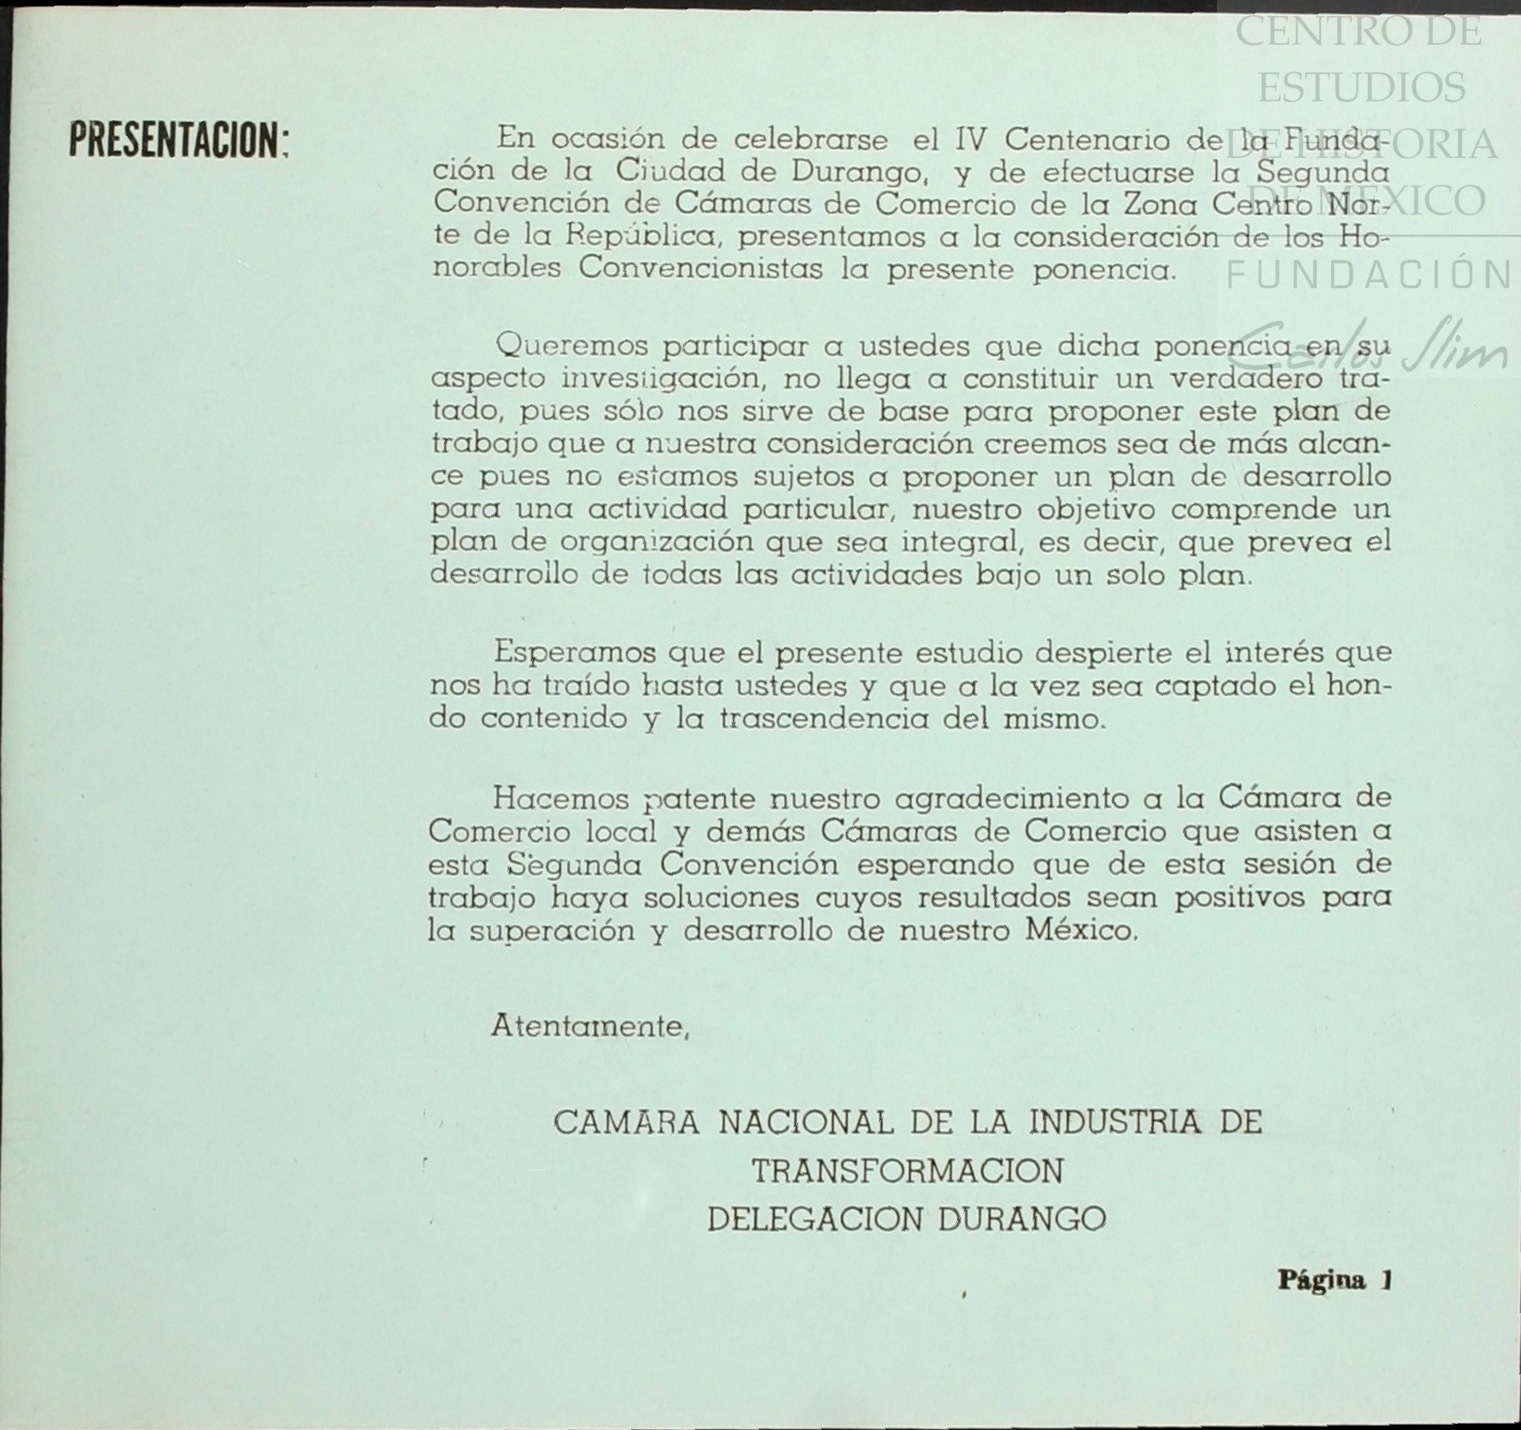 CENTRO DE
ESTUDIOS
DE HISTORIA
DE MÉXICO
FUNDACIÓN
Carlos Slim
PRESENTACION:
En ocasión de celebrarse el IV Centenario de la Funda-
ción de la Ciudad de Durango, y de efectuarse la Segunda
Convención de Cámaras de Comercio de la Zona Centro Nor-
te de la República, presentamos a la consideración de los Ho-
norables Convencionistas la presente ponencia.
Queremos participar a ustedes que dicha ponencia en su
aspecto investigación, no llega a constituir un verdadero tra-
tado, pues sólo nos sirve de base para proponer este plan de
trabajo que a nuestra consideración creemos sea de más alcan-
ce pues no estamos sujetos a proponer un plan de desarrollo
para una actividad particular, nuestro objetivo comprende un
plan de organización que sea integral, es decir, que prevea el
desarrollo de todas las actividades bajo un solo plan.
Esperamos que el presente estudio despierte el interés que
nos ha traído hasta ustedes y que a la vez sea captado el hon-
do contenido y la trascendencia del mismo.
Hacemos patente nuestro agradecimiento a la Cámara de
Comercio local y demás Cámaras de Comercio que asisten a
esta Segunda Convención esperando que de esta sesión de
trabajo haya soluciones cuyos resultados sean positivos para
la superación y desarrollo de nuestro México.
Atentamente,
CAMARA NACIONAL DE LA INDUSTRIA DE
TRANSFORMACION
DELEGACION DURANGO
Página 1